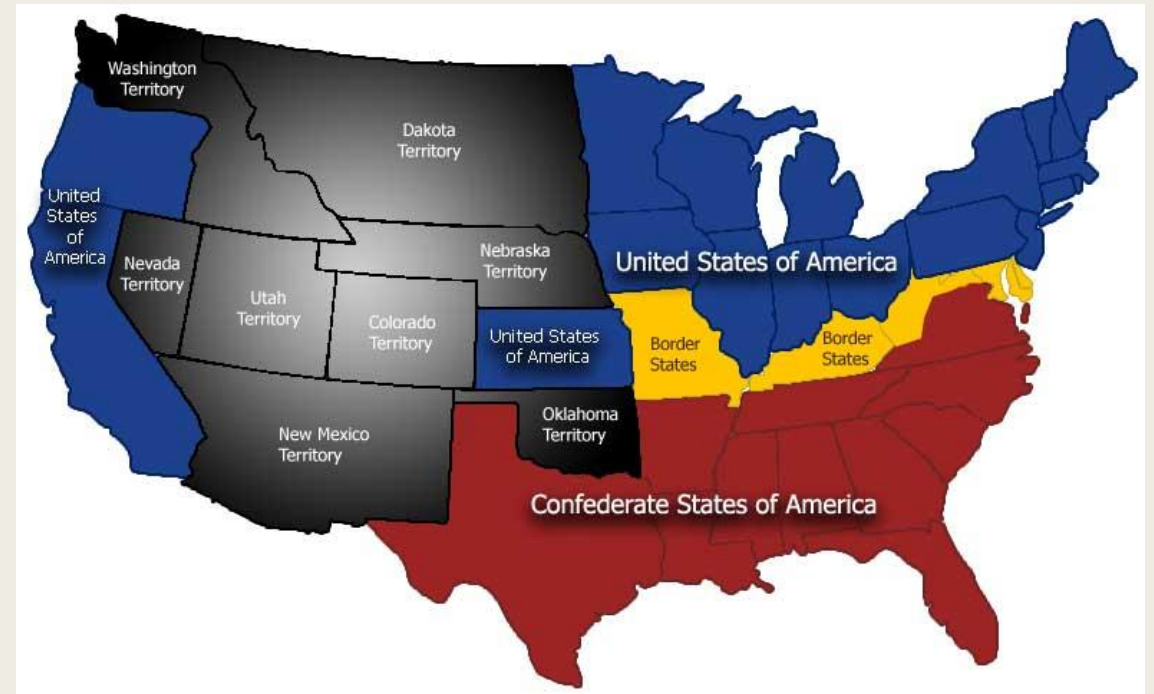 Washington
Territory
Dakota
Territory
United
States
of
America
Nevada
Territory
Utah
Territory
Nebraska
Territory
Colorado
Territory
United States of America
United States
of America
Border
States
Border
States
New Mexico
Territory
Oklahoma
Territory
Confederate States of America